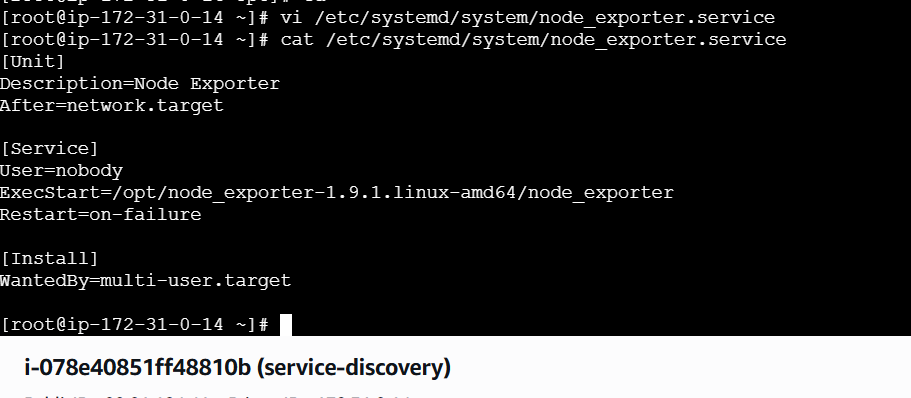 [root@ip-172-31-0-14 ~]# vi /etc/systemd/system/node_exporter.service
[root@ip-172-31-0-14 ~]# cat /etc/systemd/system/node_exporter.service
[Unit]
Description=Node Exporter
After=network.target
[Service]
User=nobody
ExecStart=/opt/node_exporter-1.9.1.linux-amd64/node_exporter
Restart=on-failure
[Install]
WantedBy=multi-user.target
[root@ip-172-31-0-14 ~]#
i-078e40851ff48810b (service-discovery)